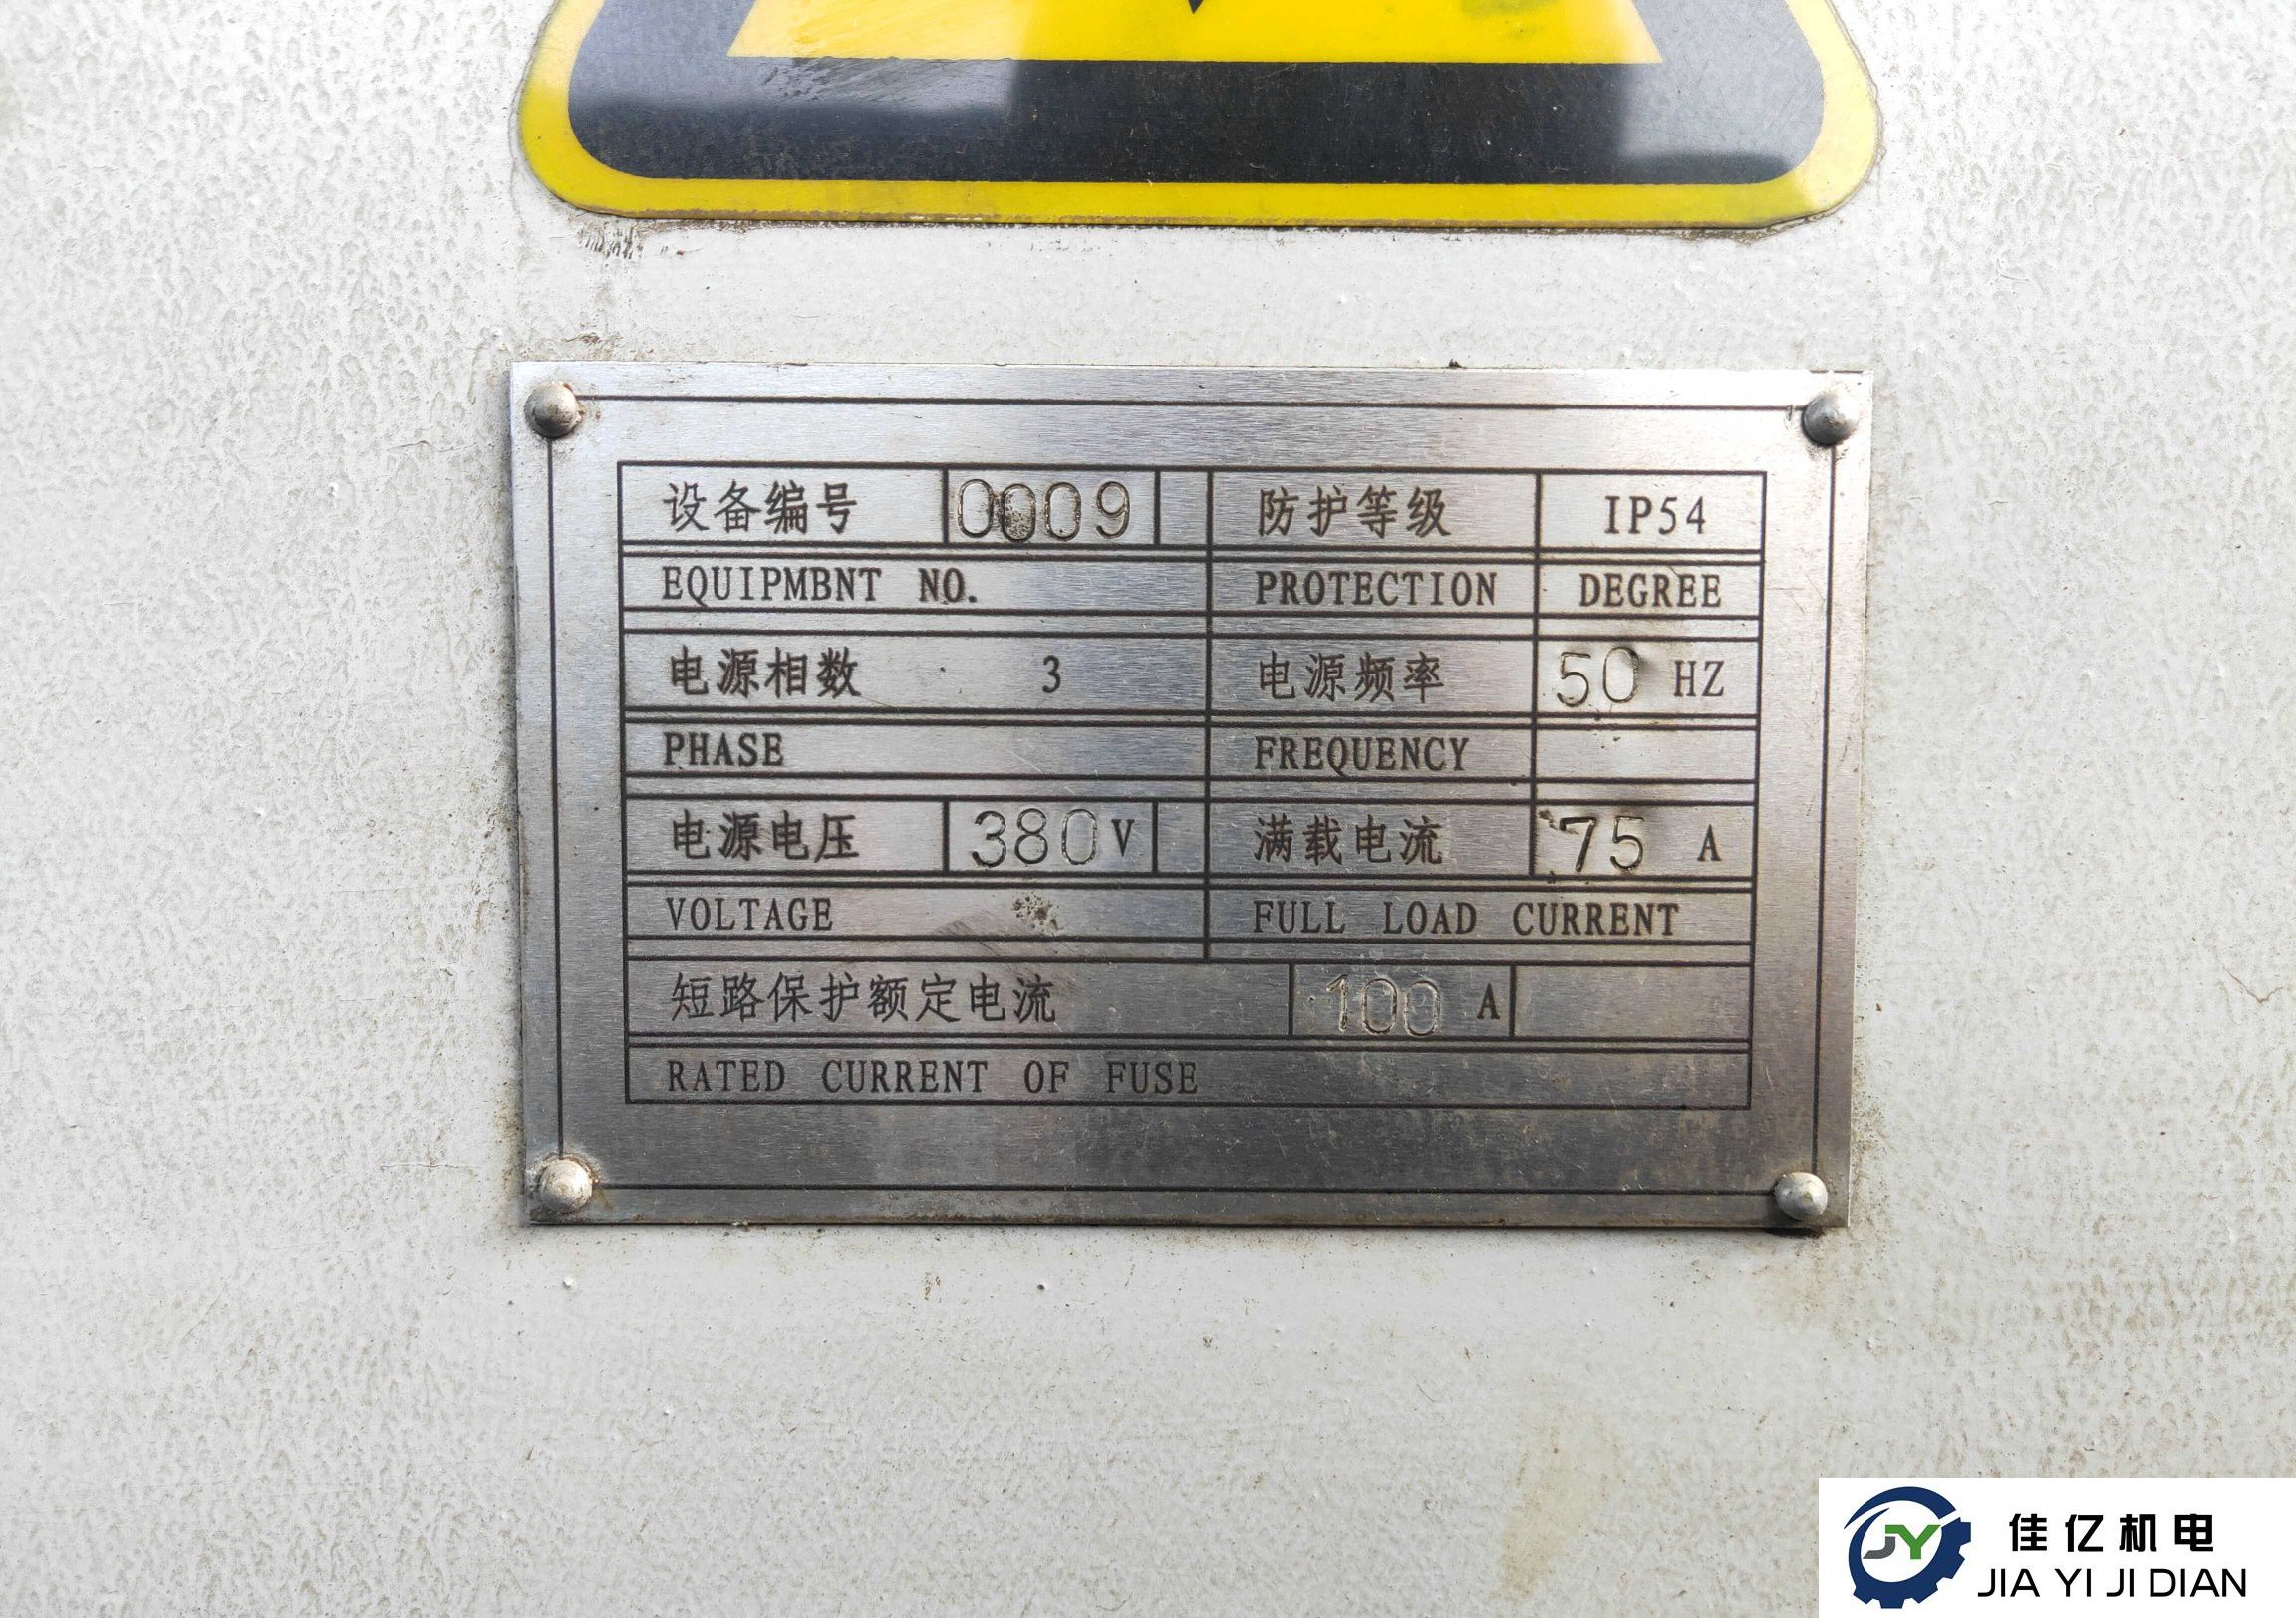 设备编号 0009 防护等级 IP54
EQUIPMBNT NO. PROTECTION DEGREE
电源相数 3 电源频率 50 HZ
PHASE FREQUENCY
电源电压 380 V 满载电流 75 A
VOLTAGE FULL LOAD CURRENT
短路保护额定电流 100 A
RATED CURRENT OF FUSE
JY 佳亿机电
JIA YI JI DIAN